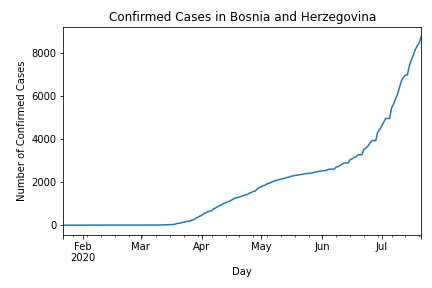 Confirmed Cases in Bosnia and Herzegovina
Number of Confirmed Cases
8000
6000
4000
2000
0
Feb Mar Apr May Jun Jul
2020
Day